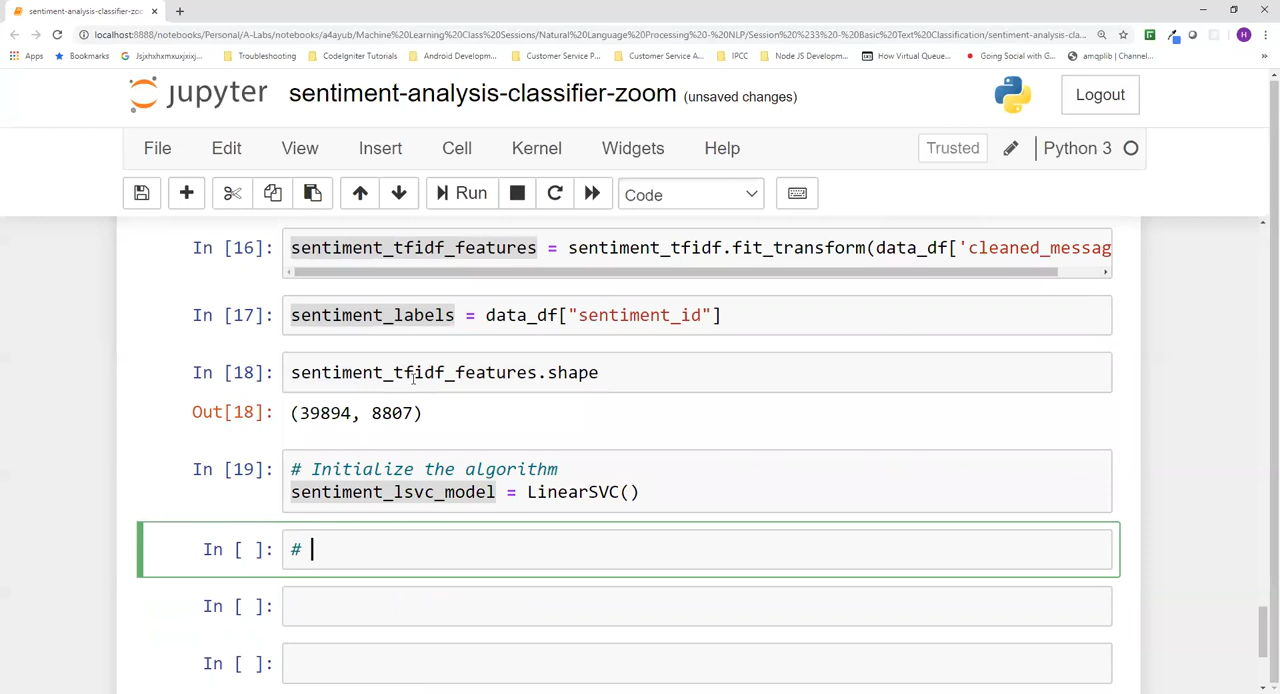 sentiment-analysis-classifier-zoo
localhost:8888/notebooks/Personal/A-Labs/notebooks/a4ayub/Machine%20Learning%20Class%20Sessions/Natural%20Language%20Processing%20-%20NLP/Session%20%233%20-%20Basic%20Text%20Classification/sentiment-analysis-cla...
H
Apps Bookmarks Jsjxhshxmxuxjxixj... Troubleshooting CodeIgniter Tutorials Android Developm... Customer Service P... Customer Service A... IPCC Node JS Developm... How Virtual Queue... Going Social with G... amqplib | Channel... »
jupyter sentiment-analysis-classifier-zoom (unsaved changes) Logout
File Edit View Insert Cell Kernel Widgets Help Trusted Python 3
Run Code
In [16]: sentiment_tfidf_features = sentiment_tfidf.fit_transform(data_df['cleaned_messag
In [17]: sentiment_labels = data_df["sentiment_id"]
In [18]: sentiment_tfidf_features.shape
Out[18]: (39894, 8807)
In [19]: # Initialize the algorithm
sentiment_lsvc_model = LinearSVC()
In [ ]: #
In [ ]:
In [ ]: